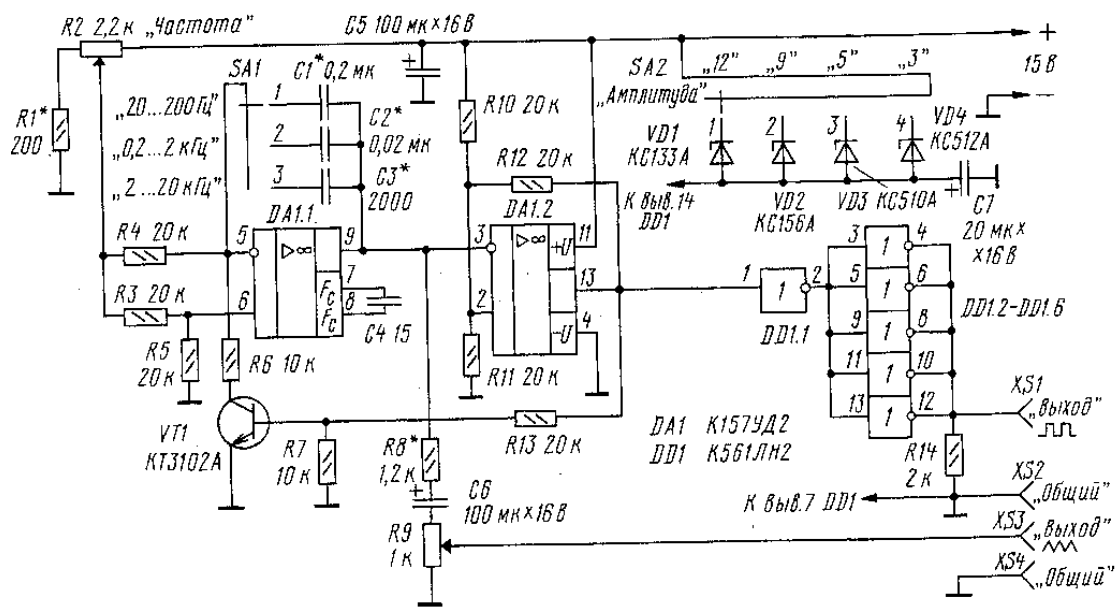 R2 2,2 к „Частота"
C5 100 мк×16 В
+
15 В
−
SA1
C1* 0,2 мк
SA2
„12" „9" „5" „3"
„Амплитуда"
R1*
200
„20...200 Гц"
1
„0,2...2 кГц"
2
„2...20 кГц"
3
C2*
0,02 мк
C3*
2000
+
R10 20 к
R12 20 к
VD1
КС133А
1
2
3
4
VD4
КС512А
К выв.14
DD1
VD2
КС156А
VD3 КС510А
+
C7
20 мк×
×16 В
DA1.1
R4 20 к
R3 20 к
5
6
▷∞
9
7
8
FC
FC
C4 15
DA1.2
3
2
▷∞
+U
−U
11
13
4
R5
20 к
R6 10 к
R11 20 к
1
1
2
DD1.1
3
5
9
11
13
1
1
1
1
1
4
6
8
10
12
DD1.2–DD1.6
VT1
КТ3102А
R7
10 к
R8*
1,2 к
R13 20 к
DA1 К157УД2
DD1 К561ЛН2
XS1
„Выход"
R14
2 к
XS2
„Общий"
К выв.7 DD1
+
C6
100 мк×16 В
R9
1 к
XS3
„Выход"
XS4
„Общий"